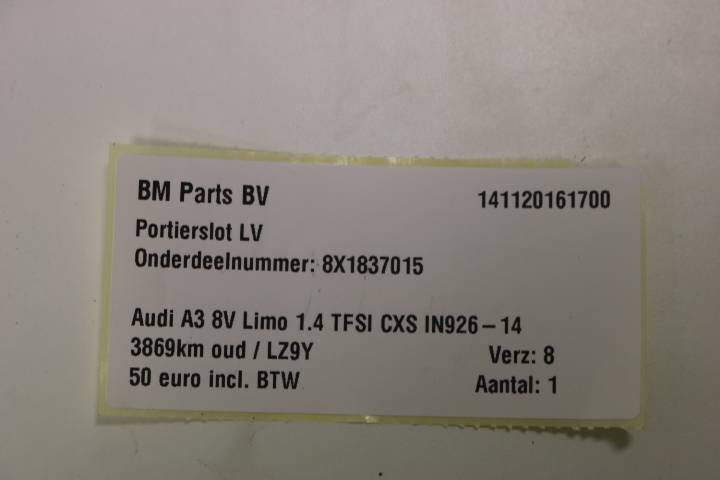 BM Parts BV 141120161700
Portierslot LV
Onderdeelnummer: 8X1837015
Audi A3 8V Limo 1.4 TFSI CXS IN926-14
3869km oud / LZ9Y Verz: 8
50 euro incl. BTW Aantal: 1